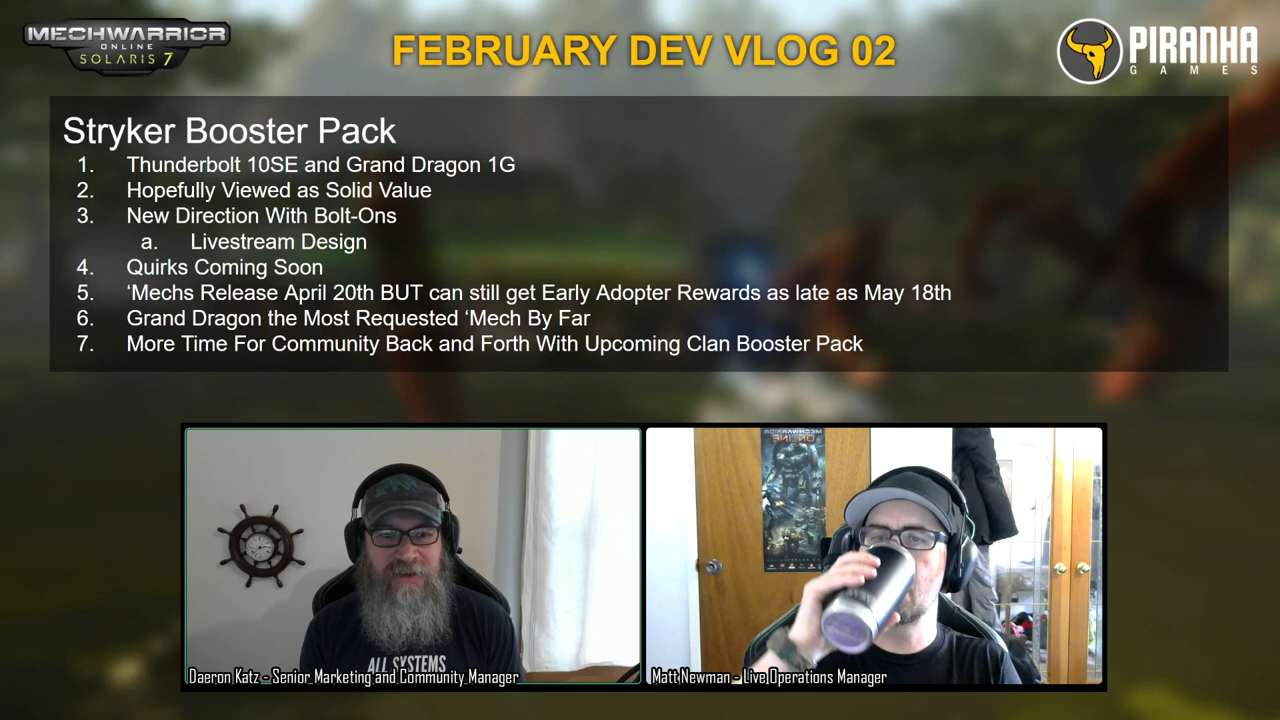 MECHWARRIOR
ONLINE
SOLARIS 7
FEBRUARY DEV VLOG 02
PIRANHA
GAMES
Stryker Booster Pack
1. Thunderbolt 10SE and Grand Dragon 1G
2. Hopefully Viewed as Solid Value
3. New Direction With Bolt-Ons
a. Livestream Design
4. Quirks Coming Soon
5. ‘Mechs Release April 20th BUT can still get Early Adopter Rewards as late as May 18th
6. Grand Dragon the Most Requested ‘Mech By Far
7. More Time For Community Back and Forth With Upcoming Clan Booster Pack
MECHWARRIOR
ONLINE
ALL SYSTEMS
Daeron Katz - Senior Marketing and Community Manager
Matt Newman - Live Operations Manager